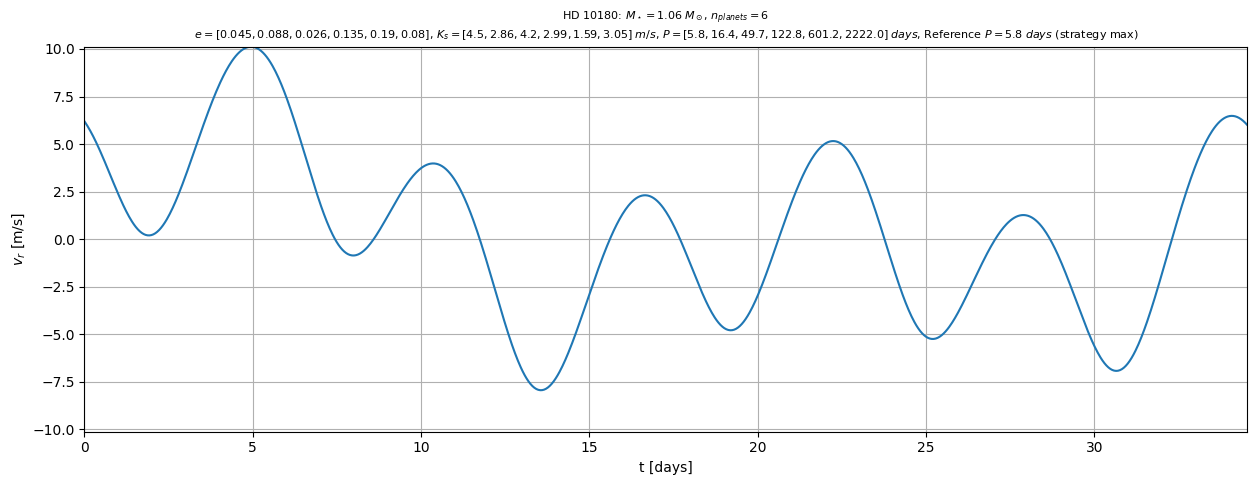 HD 10180: $M_⋆ = 1.06 M_⊙, n_{planets} = 6$
e = [0.045, 0.088, 0.026, 0.135, 0.19, 0.08], K_s = [4.5, 2.86, 4.2, 2.99, 1.59, 3.05] m/s, P = [5.8, 16.4, 49.7, 122.8, 601.2, 2222.0] days, Reference P = 5.8 days (strategy max)
10.0
7.5
5.0
2.5
0.0
−2.5
−5.0
−7.5
−10.0
v_r [m/s]
0 5 10 15 20 25 30
t [days]